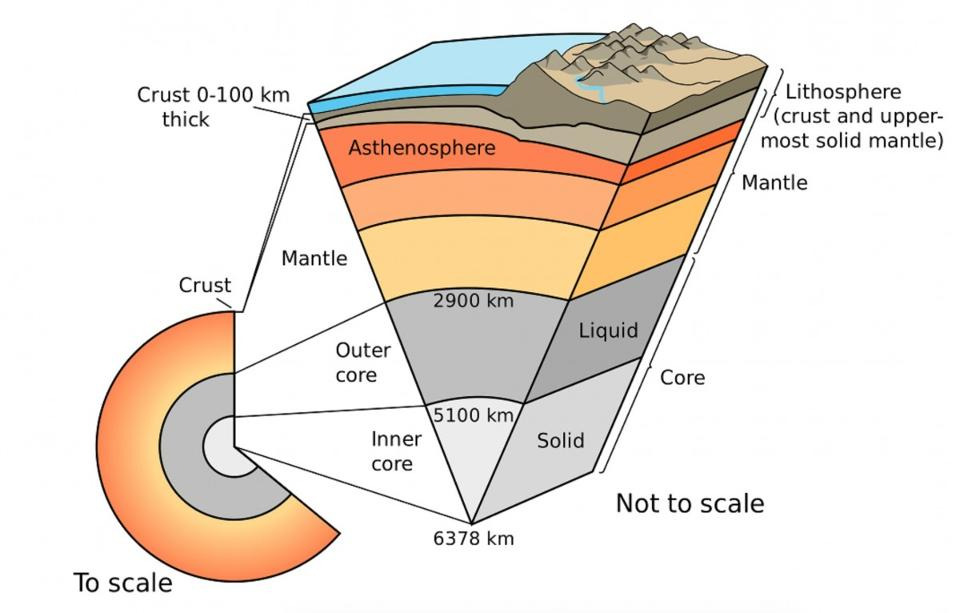 Crust 0-100 km
thick
Lithosphere
(crust and upper-
most solid mantle)
Asthenosphere
Mantle
Mantle
Crust
2900 km
Liquid
Outer
core
Core
5100 km
Inner
core
Solid
Not to scale
6378 km
To scale